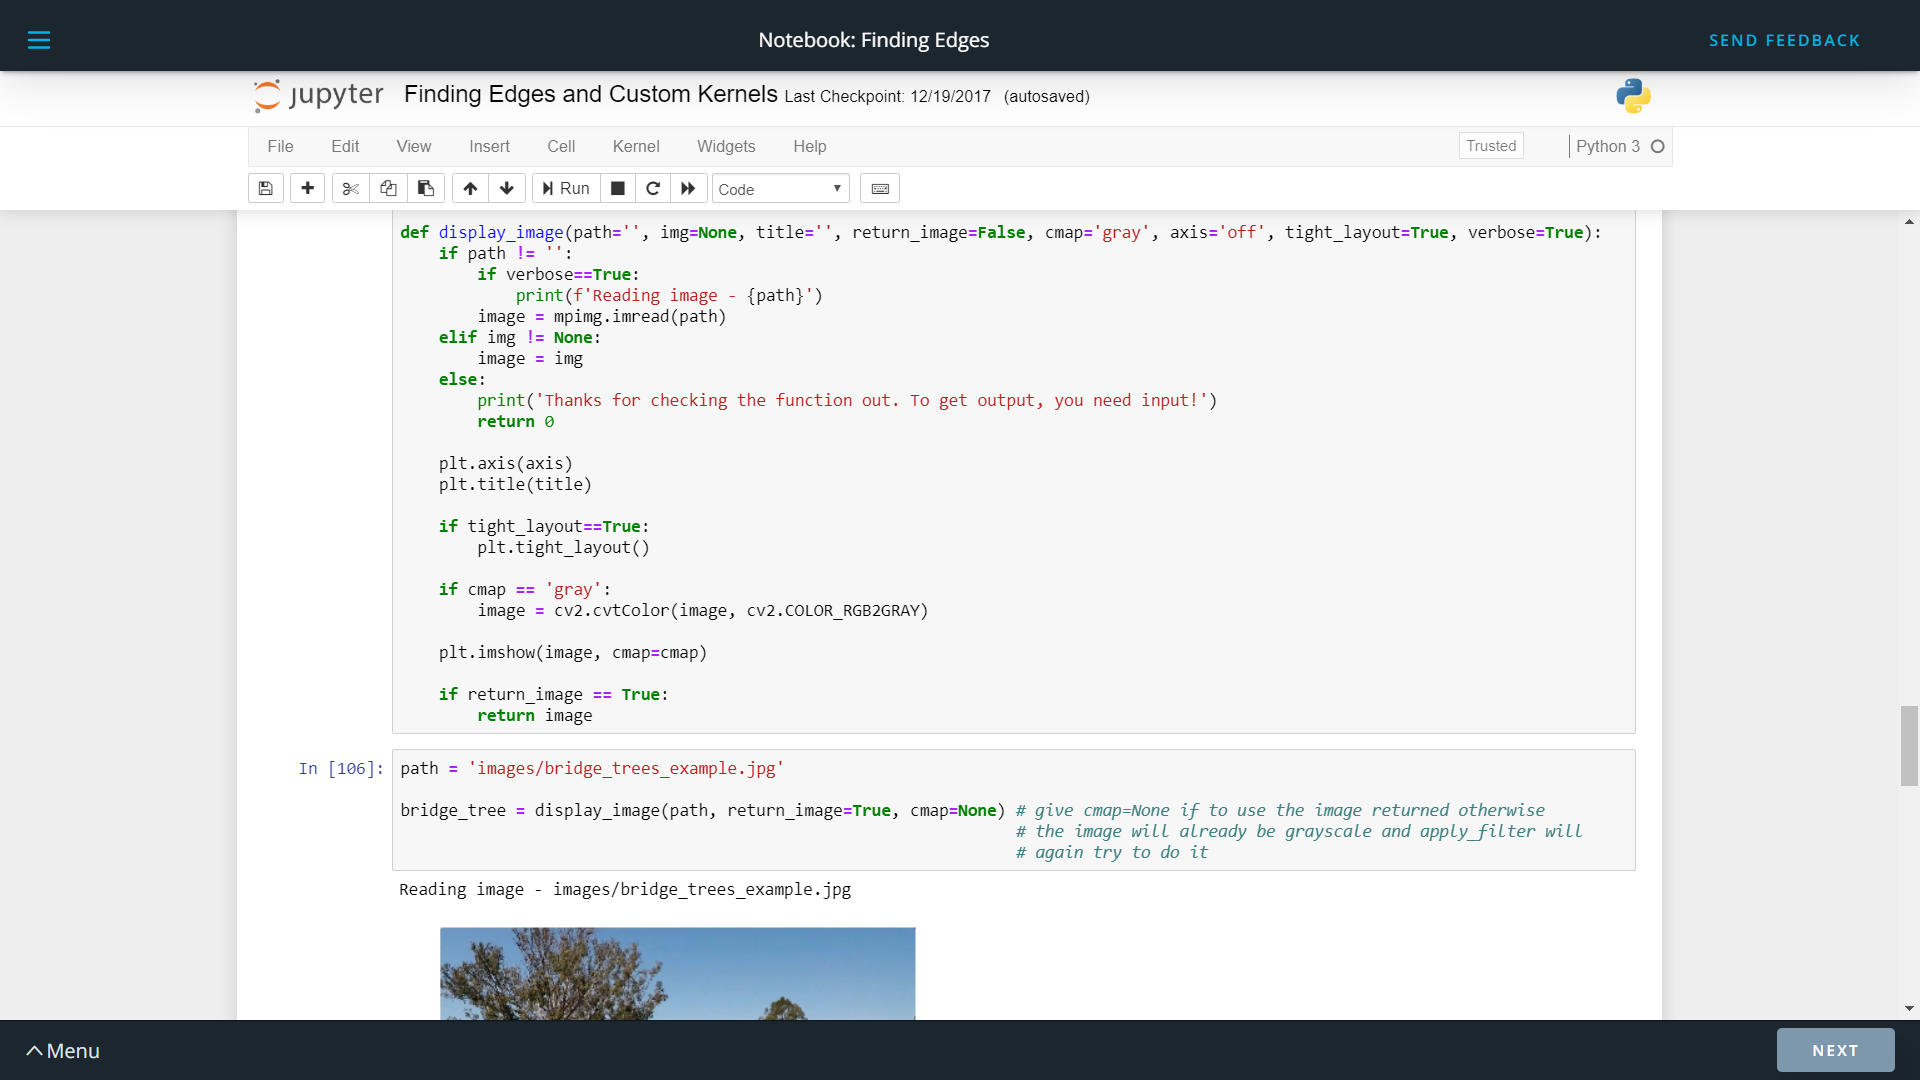 Notebook: Finding Edges
SEND FEEDBACK
jupyter Finding Edges and Custom Kernels Last Checkpoint: 12/19/2017 (autosaved)
File Edit View Insert Cell Kernel Widgets Help Trusted Python 3
Run Code
def display_image(path='', img=None, title='', return_image=False, cmap='gray', axis='off', tight_layout=True, verbose=True):
    if path != '':
        if verbose==True:
            print(f'Reading image - {path}')
        image = mpimg.imread(path)
    elif img != None:
        image = img
    else:
        print('Thanks for checking the function out. To get output, you need input!')
        return 0
    plt.axis(axis)
    plt.title(title)
    if tight_layout==True:
        plt.tight_layout()
    if cmap == 'gray':
        image = cv2.cvtColor(image, cv2.COLOR_RGB2GRAY)
    plt.imshow(image, cmap=cmap)
    if return_image == True:
        return image
In [106]: path = 'images/bridge_trees_example.jpg'
bridge_tree = display_image(path, return_image=True, cmap=None) # give cmap=None if to use the image returned otherwise
# the image will already be grayscale and apply_filter will
# again try to do it
Reading image - images/bridge_trees_example.jpg
Menu
NEXT